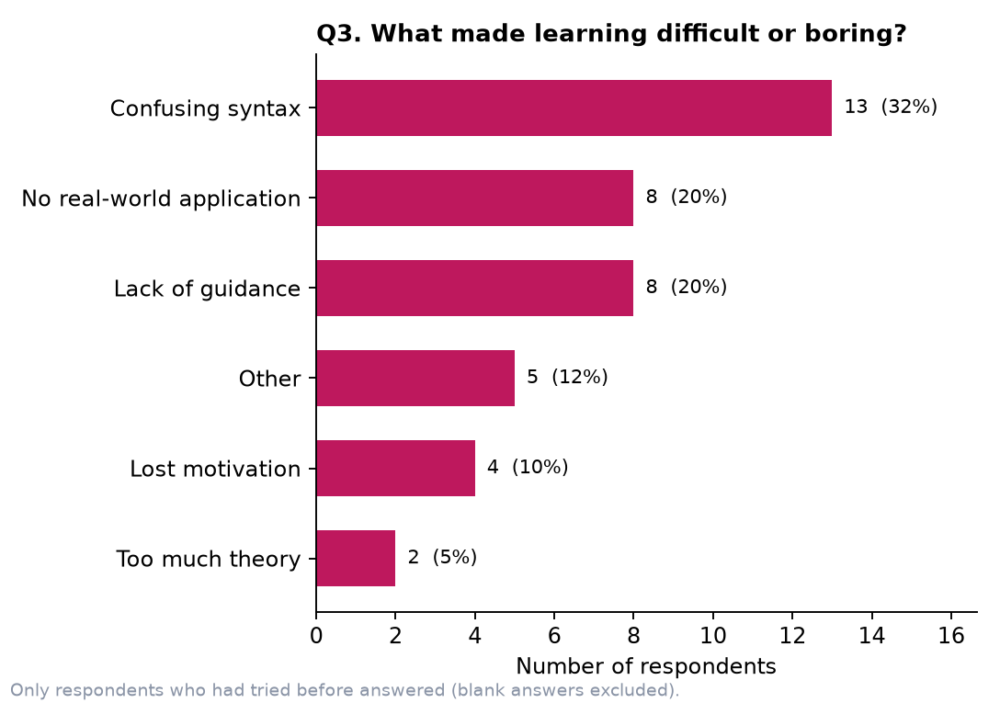 Q3. What made learning difficult or boring?
Confusing syntax 13 (32%)
No real-world application 8 (20%)
Lack of guidance 8 (20%)
Other 5 (12%)
Lost motivation 4 (10%)
Too much theory 2 (5%)
0 2 4 6 8 10 12 14 16
Number of respondents
Only respondents who had tried before answered (blank answers excluded).